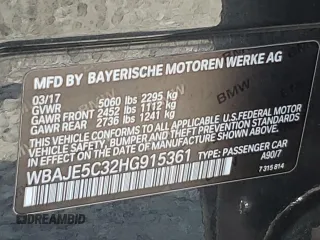 MFD BY BAYERISCHE MOTOREN WERKE AG
03/17
GVWR 5060 lbs 2295 kg
GAWR FRONT 2452 lbs 1112 kg
GAWR REAR 2736 lbs 1241 kg
THIS VEHICLE CONFORMS TO ALL APPLICABLE
U.S. FEDERAL MOTOR VEHICLE SAFETY, BUMPER,
AND THEFT PREVENTION STANDARDS IN EFFECT ON
THE DATE OF MANUFACTURE SHOWN ABOVE.
WBAJE5C32HG915361 TYPE: PASSENGER CAR
A90/7
7 315 814
BMW
BMW
DREAMBID